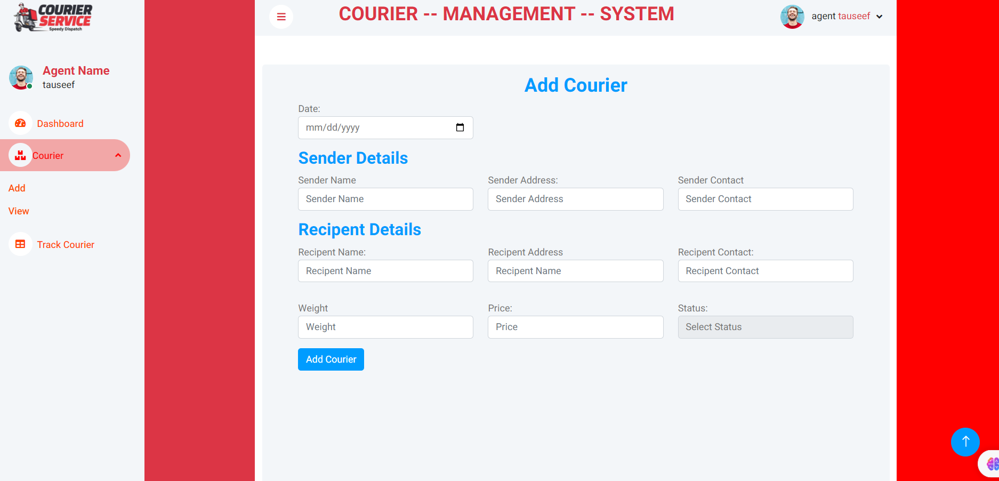 COURIER
SERVICE
Speedy Dispatch
COURIER -- MANAGEMENT -- SYSTEM
agent tauseef
Agent Name
tauseef
Dashboard
Courier
Add
View
Track Courier
Add Courier
Date:
mm/dd/yyyy
Sender Details
Sender Name
Sender Address:
Sender Contact
Sender Name
Sender Address
Sender Contact
Recipent Details
Recipent Name:
Recipent Address
Recipent Contact:
Recipent Name
Recipent Name
Recipent Contact
Weight
Price:
Status:
Weight
Price
Select Status
Add Courier